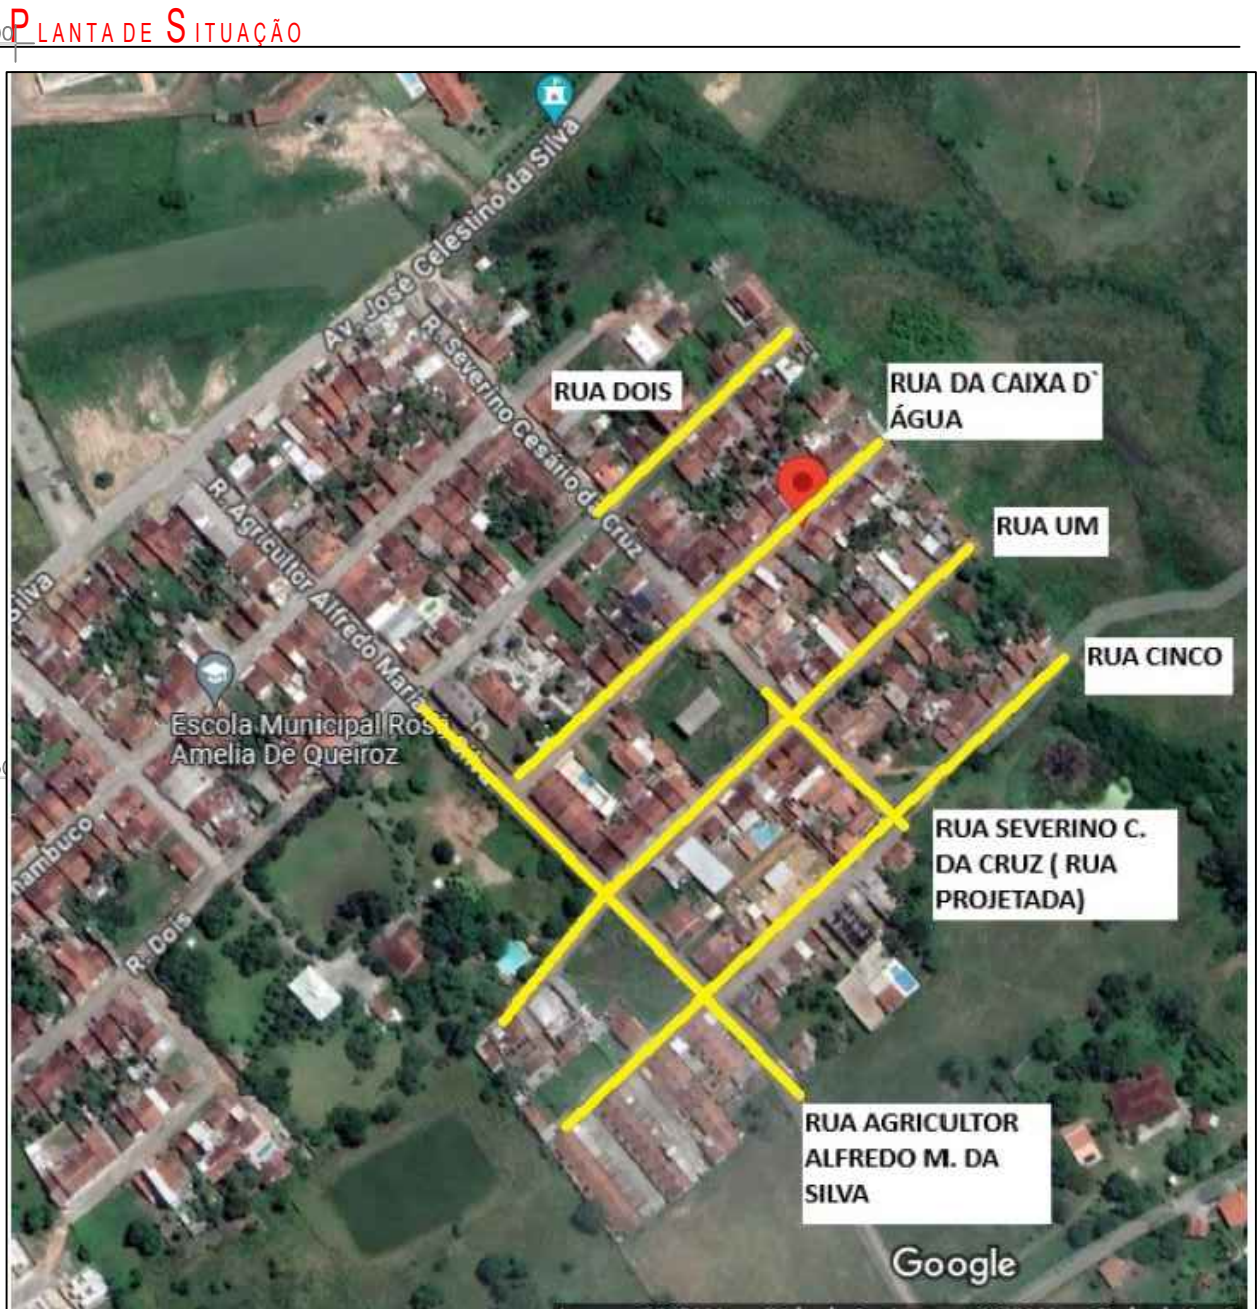 PLANTA DE SITUAÇÃO
Av. José Celestino da Silva
R. Severino Cesário da Cruz
RUA DOIS
RUA DA CAIXA D`
ÁGUA
RUA UM
R. Agricultor Alfredo Maria
Silva
Silva
RUA CINCO
Escola Municipal Rosa
Amelia De Queiroz
RUA SEVERINO C.
DA CRUZ ( RUA
PROJETADA)
nambuco
R. Dois
RUA AGRICULTOR
ALFREDO M. DA
SILVA
Google